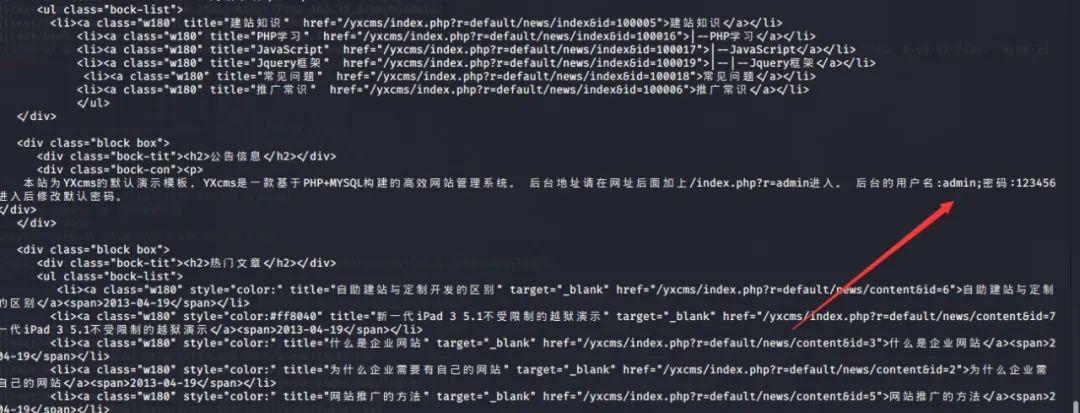 <ul class="bock-list">
<li><a class="w180" title="建站知识"  href="/yxcms/index.php?r=default/news/index&id=100005">建站知识</a></li>
<li><a class="w180" title="PHP学习"  href="/yxcms/index.php?r=default/news/index&id=100016">|--PHP学习</a></li>
<li><a class="w180" title="JavaScript"  href="/yxcms/index.php?r=default/news/index&id=100017">|--JavaScript</a></li>
<li><a class="w180" title="Jquery框架"  href="/yxcms/index.php?r=default/news/index&id=100019">|--|--Jquery框架</a></li>
<li><a class="w180" title="常见问题"  href="/yxcms/index.php?r=default/news/index&id=100018">常见问题</a></li>
<li><a class="w180" title="推广常识"  href="/yxcms/index.php?r=default/news/index&id=100006">推广常识</a></li>
</ul>
</div>
<div class="block box">
<div class="bock-tit"><h2>公告信息</h2></div>
<div class="bock-con"><p>
本站为YXcms的默认演示模板，YXcms是一款基于PHP+MYSQL构建的高效网站管理系统。 后台地址请在网址后面加上/index.php?r=admin进入。 后台的用户名:admin;密码:123456
进入后修改默认密码。
</div>
</div>
<div class="block box">
<div class="bock-tit"><h2>热门文章</h2></div>
<ul class="bock-list">
<li><a class="w180" style="color:" title="自助建站与定制开发的区别" target="_blank" href="/yxcms/index.php?r=default/news/content&id=6">自助建站与定制
的区别</a><span>2013-04-19</span></li>
<li><a class="w180" style="color:#ff8040" title="新一代iPad 3 5.1不受限制的越狱演示" target="_blank" href="/yxcms/index.php?r=default/news/content&id=7
一代iPad 3 5.1不受限制的越狱演示</a><span>2013-04-19</span></li>
<li><a class="w180" style="color:" title="什么是企业网站" target="_blank" href="/yxcms/index.php?r=default/news/content&id=3">什么是企业网站</a><span>2
04-19</span></li>
<li><a class="w180" style="color:" title="为什么企业需要有自己的网站" target="_blank" href="/yxcms/index.php?r=default/news/content&id=2">为什么企业需
自己的网站</a><span>2013-04-19</span></li>
<li><a class="w180" style="color:" title="网站推广的方法" target="_blank" href="/yxcms/index.php?r=default/news/content&id=5">网站推广的方法</a><span>2
04-19</span></li>